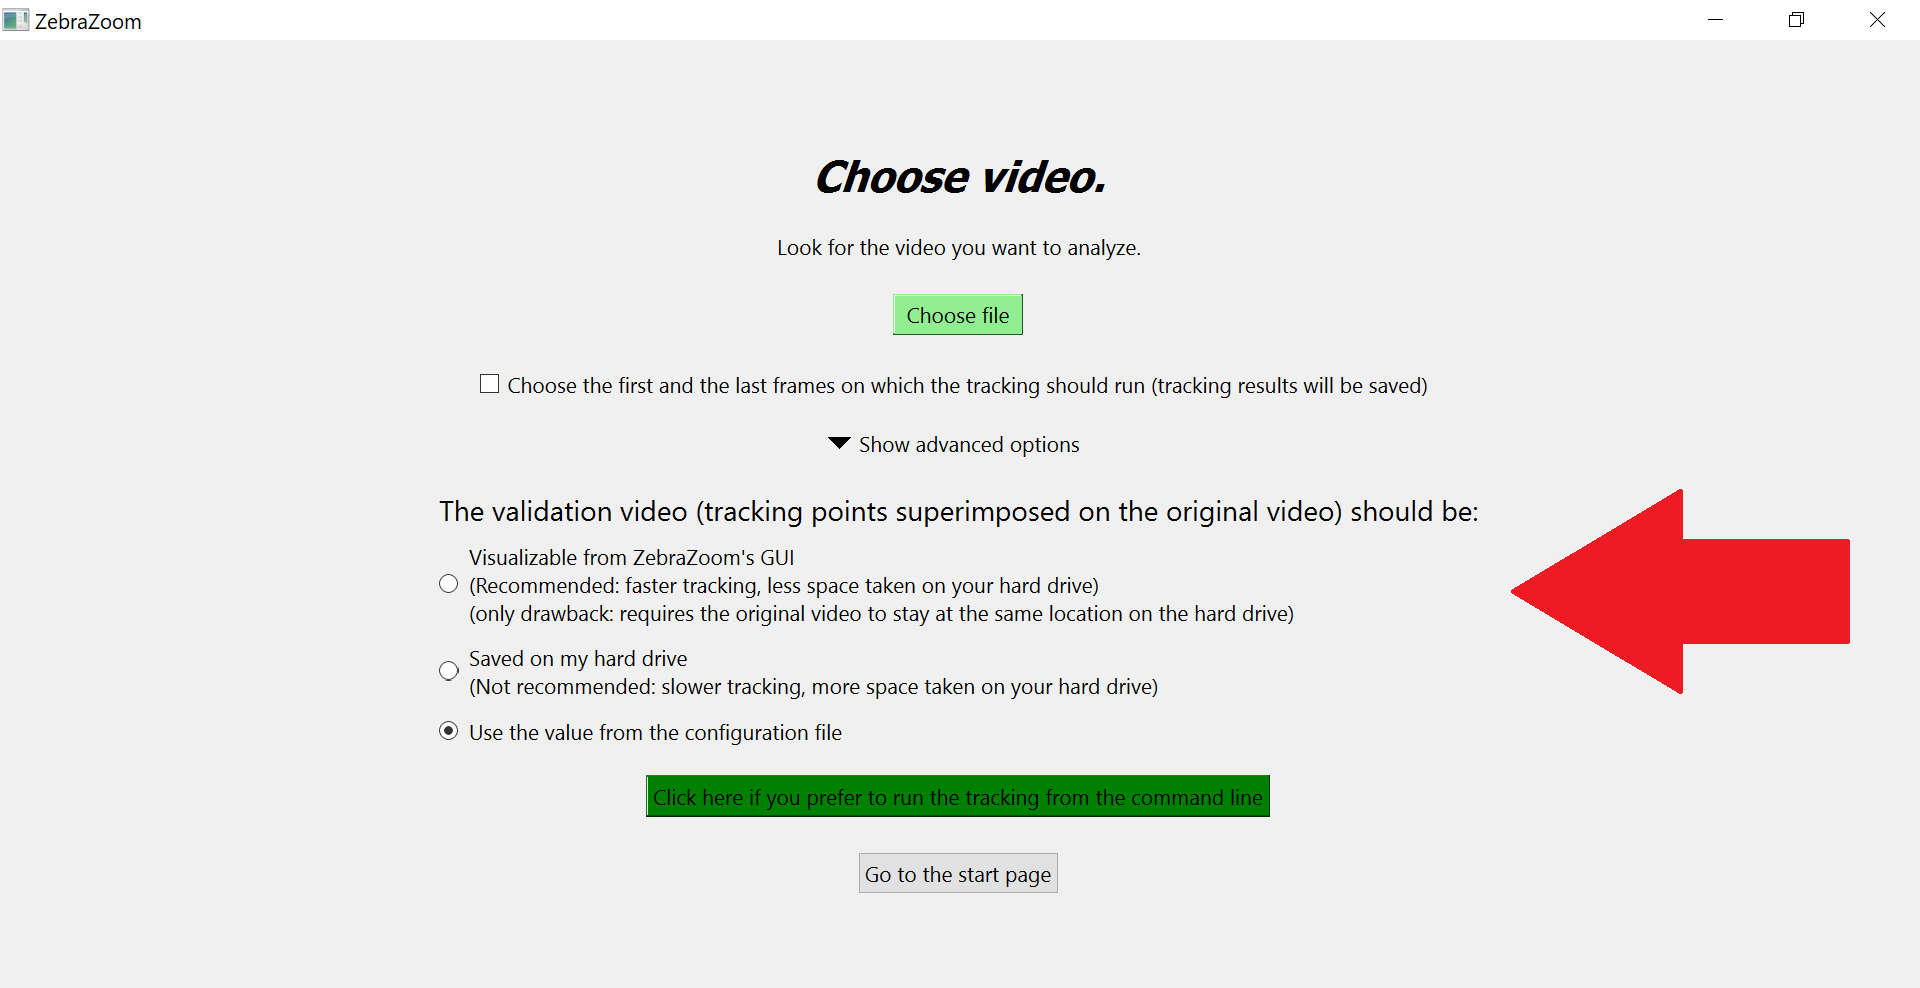 ZebraZoom
Choose video.
Look for the video you want to analyze.
Choose file
Choose the first and the last frames on which the tracking should run (tracking results will be saved)
Show advanced options
The validation video (tracking points superimposed on the original video) should be:
Visualizable from ZebraZoom's GUI
(Recommended: faster tracking, less space taken on your hard drive)
(only drawback: requires the original video to stay at the same location on the hard drive)
Saved on my hard drive
(Not recommended: slower tracking, more space taken on your hard drive)
Use the value from the configuration file
Click here if you prefer to run the tracking from the command line
Go to the start page